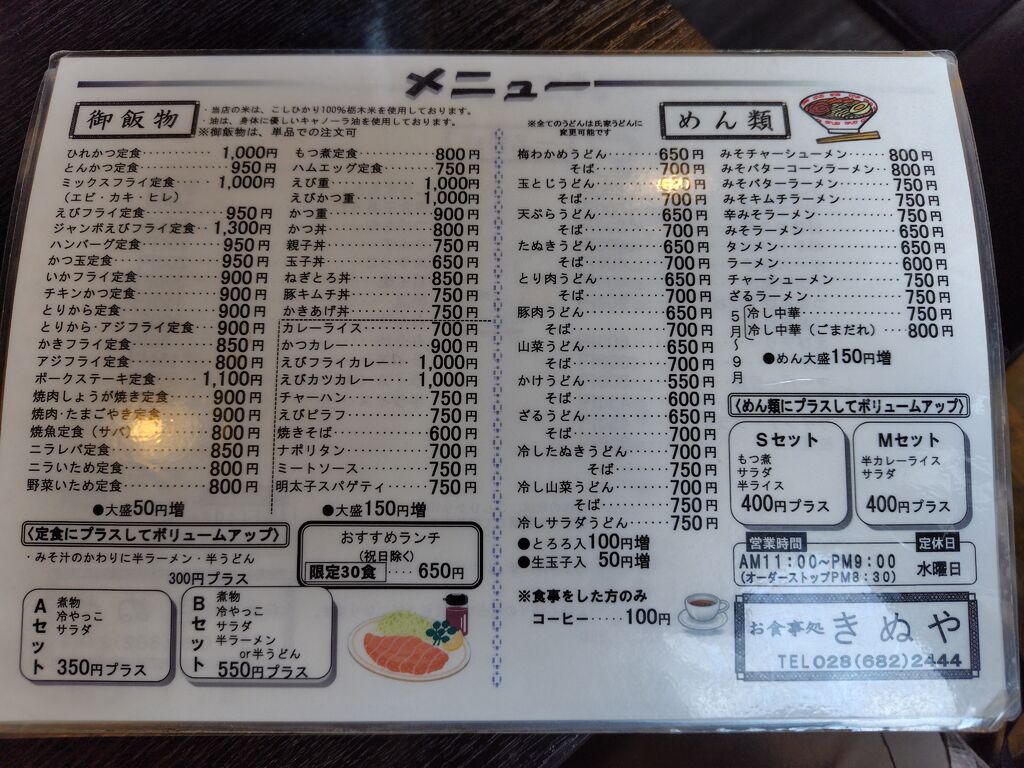 メニュー
御飯物
・当店の米は、こしひかり100%栃木米を使用しております。
・油は、身体に優しいキャノーラ油を使用しております。
※御飯物は、単品での注文可
ひれかつ定食 1,000円
とんかつ定食 950円
ミックスフライ定食 1,000円
(エビ・カキ・ヒレ)
えびフライ定食 950円
ジャンボえびフライ定食 1,300円
ハンバーグ定食 950円
かつ玉定食 950円
いかフライ定食 900円
チキンかつ定食 900円
とりから定食 900円
とりから・アジフライ定食 900円
かきフライ定食 850円
アジフライ定食 800円
ポークステーキ定食 1,100円
焼肉しょうが焼き定食 900円
焼肉・たまごやき定食 900円
焼魚定食(サバ) 800円
ニラレバ定食 850円
ニラいため定食 800円
野菜いため定食 800円
●大盛50円増
もつ煮定食 800円
ハムエッグ定食 750円
えび重 1,000円
えびかつ重 1,000円
かつ重 900円
かつ丼 800円
親子丼 750円
玉子丼 650円
ねぎとろ丼 850円
豚キムチ丼 750円
かきあげ丼 750円
カレーライス 700円
かつカレー 900円
えびフライカレー 1,000円
えびカツカレー 1,000円
チャーハン 750円
えびピラフ 750円
焼きそば 600円
ナポリタン 700円
ミートソース 750円
明太子スパゲティ 750円
●大盛150円増
〈定食にプラスしてボリュームアップ〉
・みそ汁のかわりに半ラーメン・半うどん
300円プラス
Aセット
煮物
冷やっこ
サラダ
350円プラス
Bセット
煮物
冷やっこ
サラダ
半ラーメン
or半うどん
550円プラス
おすすめランチ
(祝日除く)
限定30食 650円
※全てのうどんは氏家うどんに
変更可能です
めん類
梅わかめうどん 650円
そば 700円
玉とじうどん 円
そば 700円
天ぷらうどん 650円
そば 700円
たぬきうどん 650円
そば 700円
とり肉うどん 650円
そば 700円
豚肉うどん 650円
そば 700円
山菜うどん 650円
そば 700円
かけうどん 550円
そば 600円
ざるうどん 650円
そば 700円
冷したぬきうどん 700円
そば 750円
冷し山菜うどん 700円
そば 750円
冷しサラダうどん 750円
●とろろ入100円増
●生玉子入 50円増
※食事をした方のみ
コーヒー 100円
みそチャーシューメン 800円
みそバターコーンラーメン 800円
みそバターラーメン 750円
みそキムチラーメン 750円
辛みそラーメン 750円
みそラーメン 650円
タンメン 650円
ラーメン 600円
チャーシューメン 750円
ざるラーメン 750円
5月〜9月
冷し中華 750円
冷し中華(ごまだれ) 800円
●めん大盛150円増
〈めん類にプラスしてボリュームアップ〉
Sセット
もつ煮
サラダ
半ライス
400円プラス
Mセット
半カレーライス
サラダ
400円プラス
営業時間
AM11:00〜PM9:00
(オーダーストップPM8:30)
定休日
水曜日
お食事処 きぬや
TEL028(682)2444